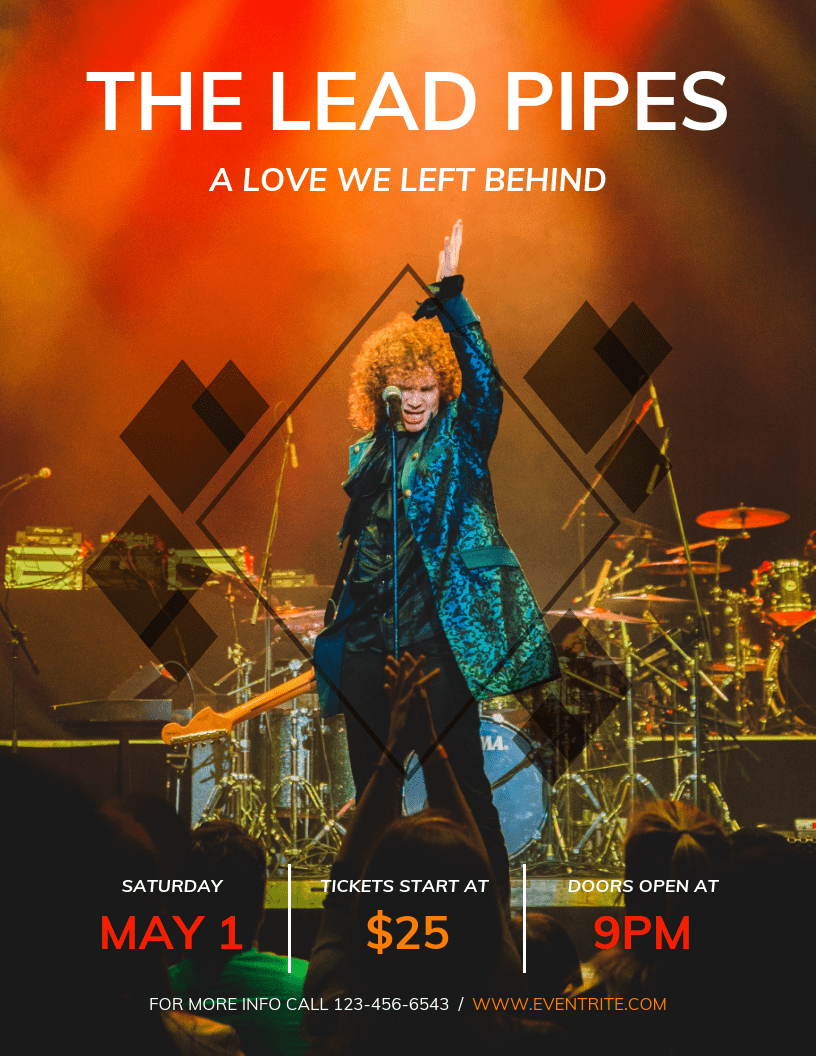 THE LEAD PIPES
A LOVE WE LEFT BEHIND
SATURDAY
MAY 1
TICKETS START AT
$25
DOORS OPEN AT
9PM
FOR MORE INFO CALL 123-456-6543 / WWW.EVENTRITE.COM